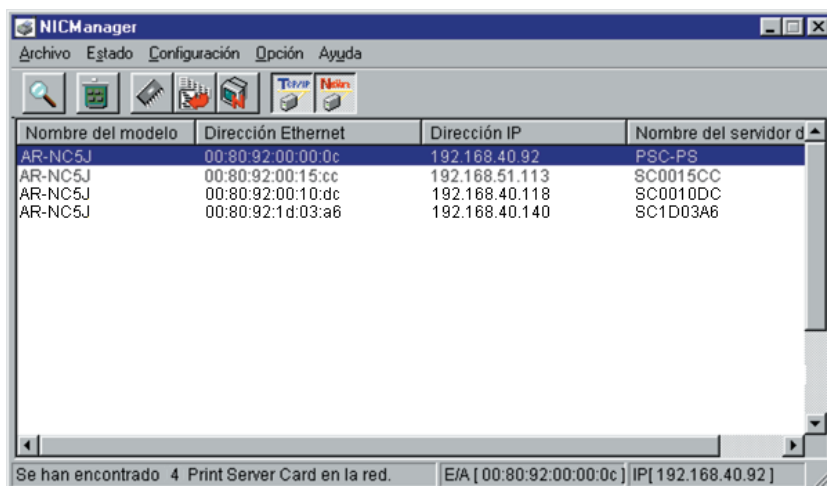 NICManager
Archivo Estado Configuración Opción Ayuda
TCP/IP NetWare
Nombre del modelo Dirección Ethernet Dirección IP Nombre del servidor d
AR-NC5J 00:80:92:00:00:0c 192.168.40.92 PSC-PS
AR-NC5J 00:80:92:00:15:cc 192.168.51.113 SC0015CC
AR-NC5J 00:80:92:00:10:dc 192.168.40.118 SC0010DC
AR-NC5J 00:80:92:1d:03:a6 192.168.40.140 SC1D03A6
Se han encontrado 4 Print Server Card en la red. E/A [ 00:80:92:00:00:0c ] IP[ 192.168.40.92 ]